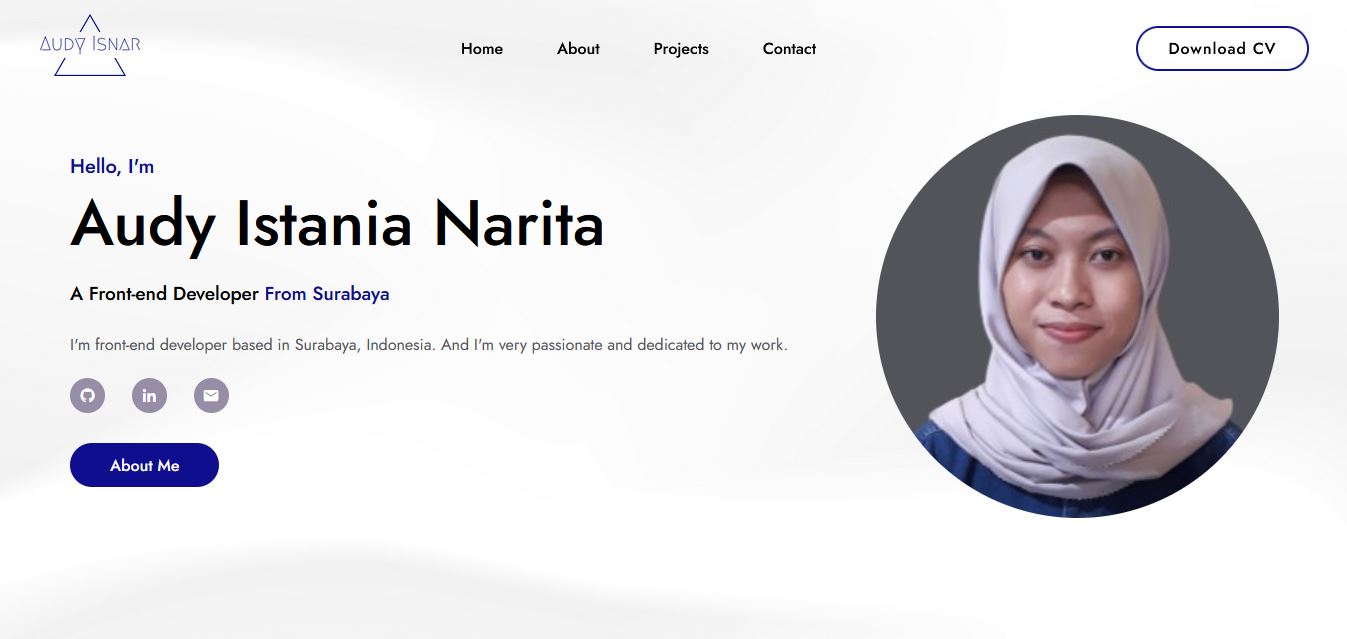 Audy Isnar
Home
About
Projects
Contact
Download CV
Hello, I'm
Audy Istania Narita
A Front-end Developer From Surabaya
I'm front-end developer based in Surabaya, Indonesia. And I'm very passionate and dedicated to my work.
in
About Me